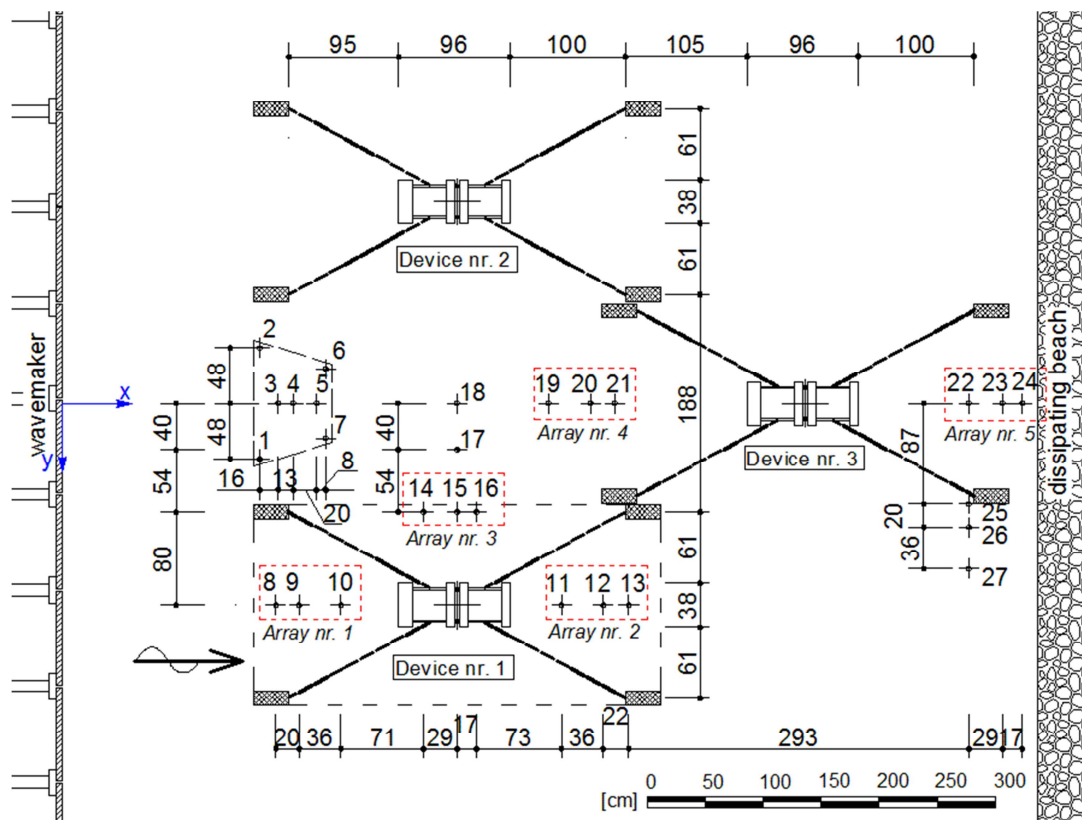 95 96 100 105 96 100
61
38
61
Device nr. 2
wavemaker
dissipating beach
x
y
2
6
48
3 4 5
18
19 20 21
22 23 24
188
40
48
1
7
40
17
Array nr. 4
Array nr. 5
Device nr. 3
87
54
16 13
8
20
54
14 15 16
Array nr. 3
20
25
26
36
27
80
61
38
61
8 9 10
Array nr. 1
11 12 13
Array nr. 2
Device nr. 1
20 36 71 29 17 73 36 22 293 29 17
0 50 100 150 200 250 300
[cm]